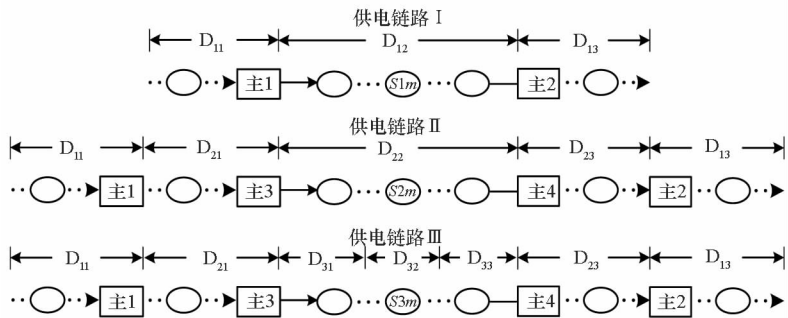 供电链路Ⅰ
D11 D12 D13
主1 S1m 主2
供电链路Ⅱ
D11 D21 D22 D23 D13
主1 主3 S2m 主4 主2
供电链路Ⅲ
D11 D21 D31 D32 D33 D23 D13
主1 主3 S3m 主4 主2